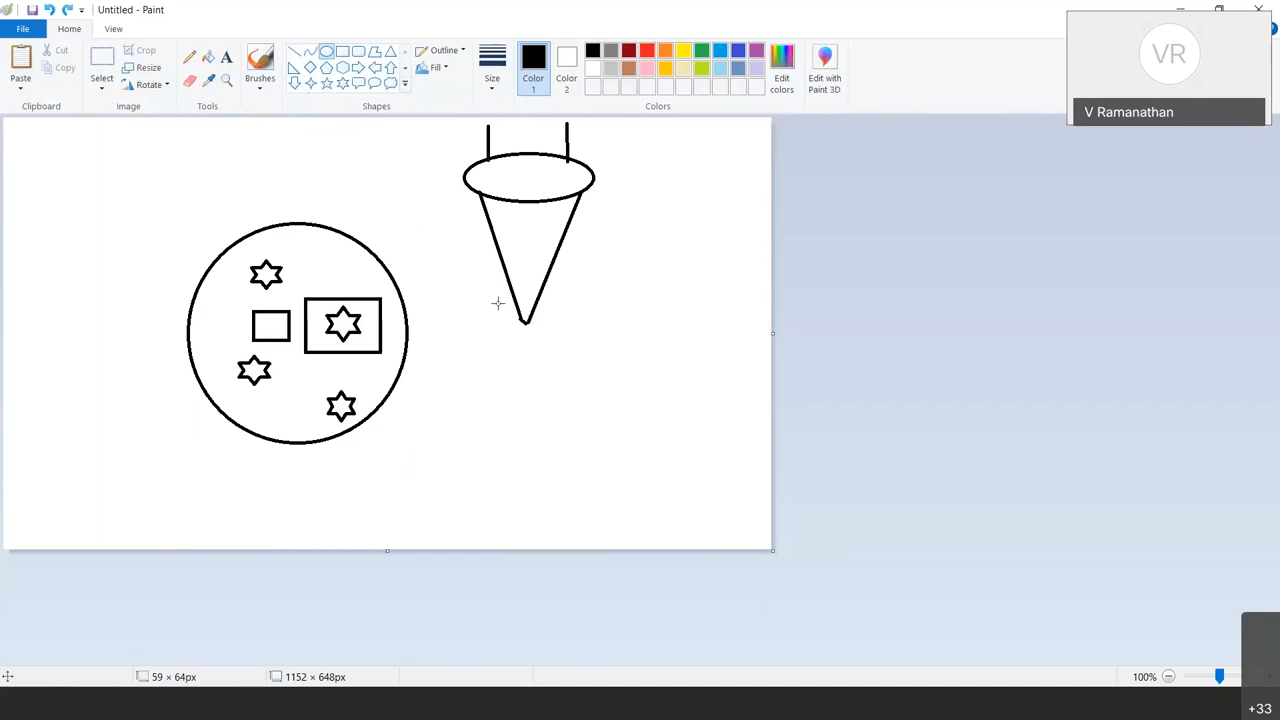 Untitled - Paint
File
Home
View
Paste
Cut
Copy
Clipboard
Select
Crop
Resize
Rotate
Image
A
Tools
Brushes
Outline
Fill
Shapes
Size
Color
1
Color
2
Edit
colors
Colors
Edit with
Paint 3D
VR
V Ramanathan
59 × 64px
1152 × 648px
100%
+33